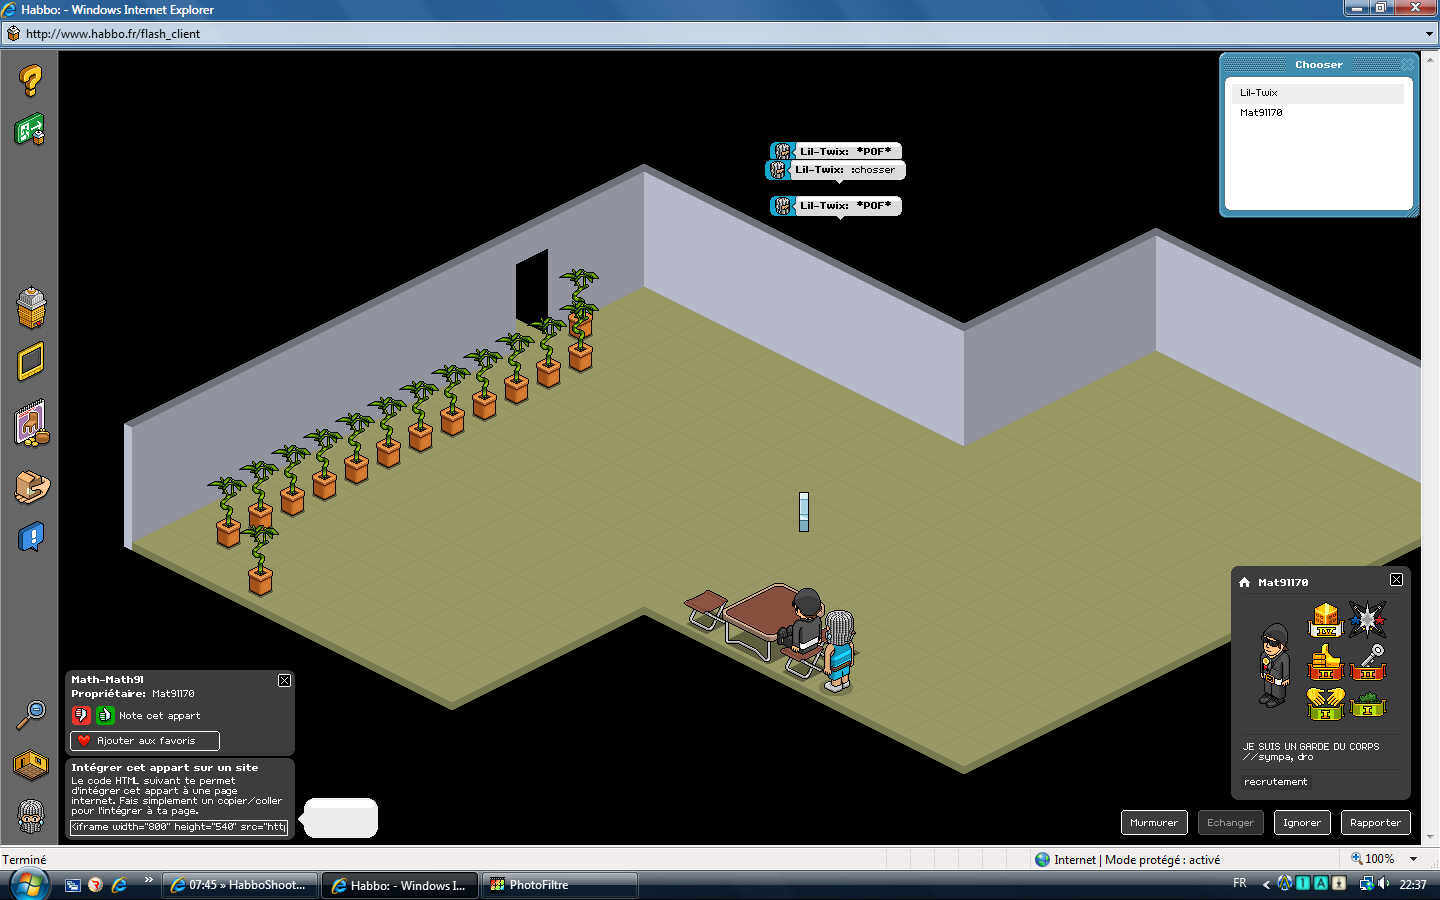 Habbo: - Windows Internet Explorer
http://www.habbo.fr/flash_client
Chooser
Lil-Twix
Mat91170
Lil-Twix: *POF*
Lil-Twix: :chosser
Lil-Twix: *POF*
Mat91170
IV
II
II
I
I
JE SUIS UN GARDE DU CORPS
//sympa, dro
recrutement
Math-Math91
Propriétaire: Mat91170
Note cet appart
Ajouter aux favoris
Intégrer cet appart sur un site
Le code HTML suivant te permet
d'intégrer cet appart à une page
internet. Fais simplement un copier/coller
pour l'intégrer à ta page.
<iframe width="800" height="540" src="http
Murmurer
Echanger
Ignorer
Rapporter
Terminé
Internet | Mode protégé : activé
100%
07:45 » HabboShoot...
Habbo: - Windows I...
PhotoFiltre
FR
22:37